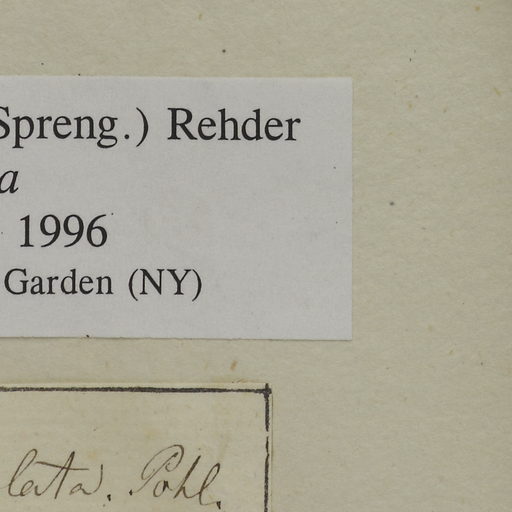 Spreng.) Rehder
a
1996
Garden (NY)
lata. Pohl.